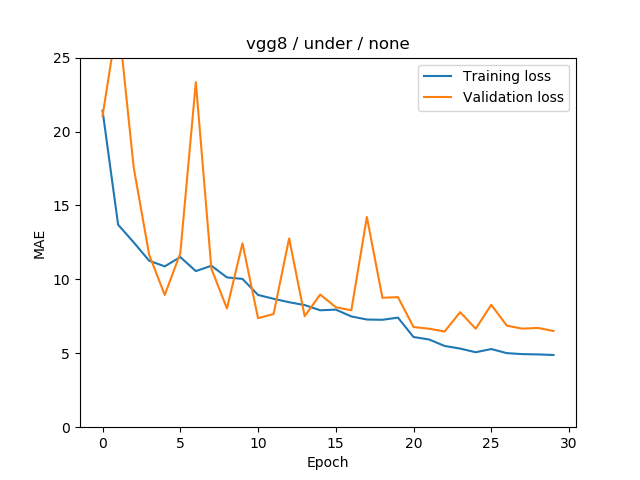 vgg8 / under / none
Training loss
Validation loss
MAE
25
20
15
10
5
0
0 5 10 15 20 25 30
Epoch